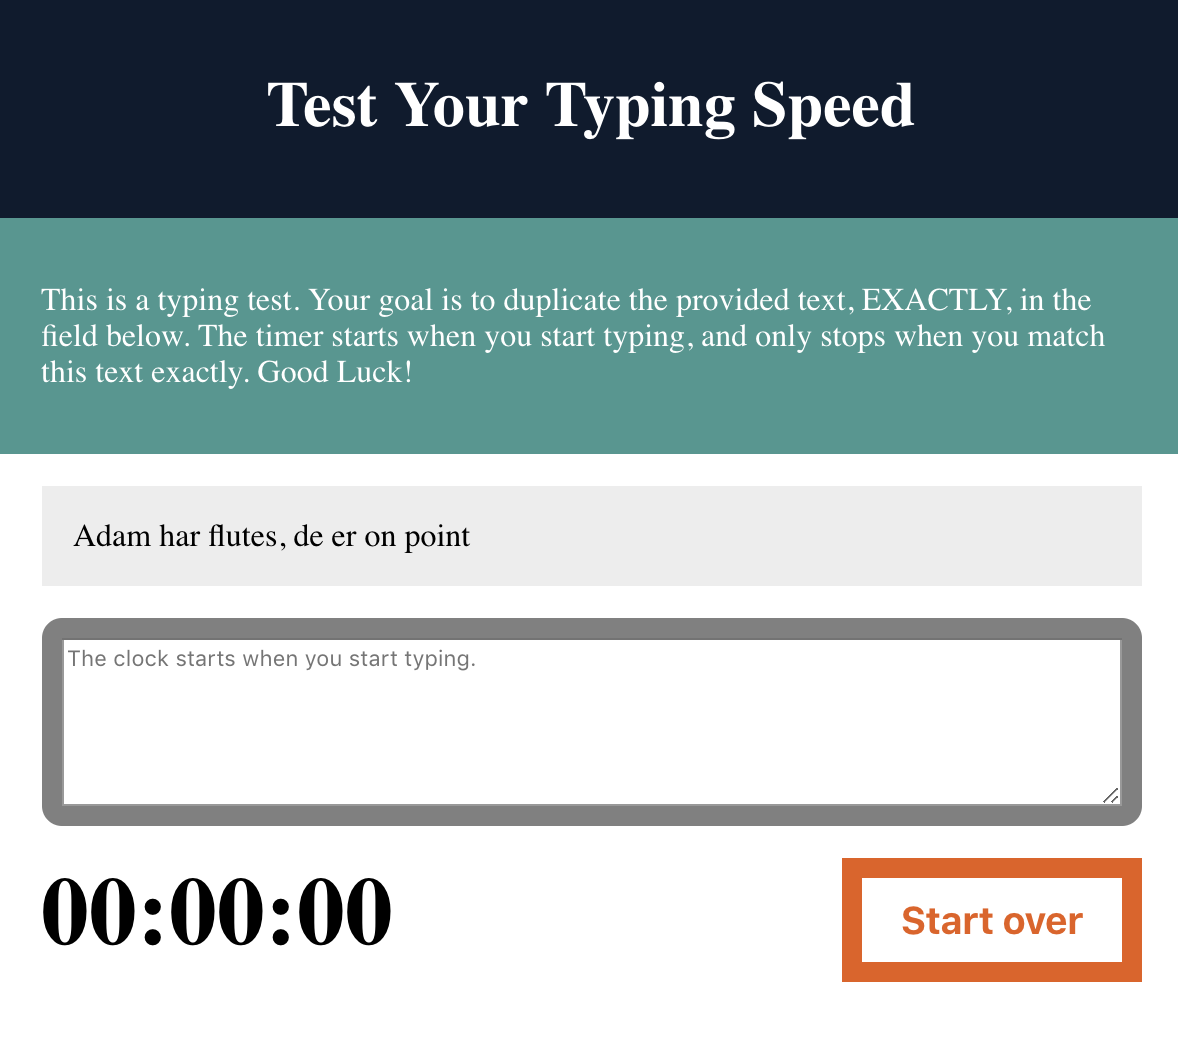 Test Your Typing Speed
This is a typing test. Your goal is to duplicate the provided text, EXACTLY, in the
field below. The timer starts when you start typing, and only stops when you match
this text exactly. Good Luck!
Adam har flutes, de er on point
The clock starts when you start typing.
00:00:00
Start over